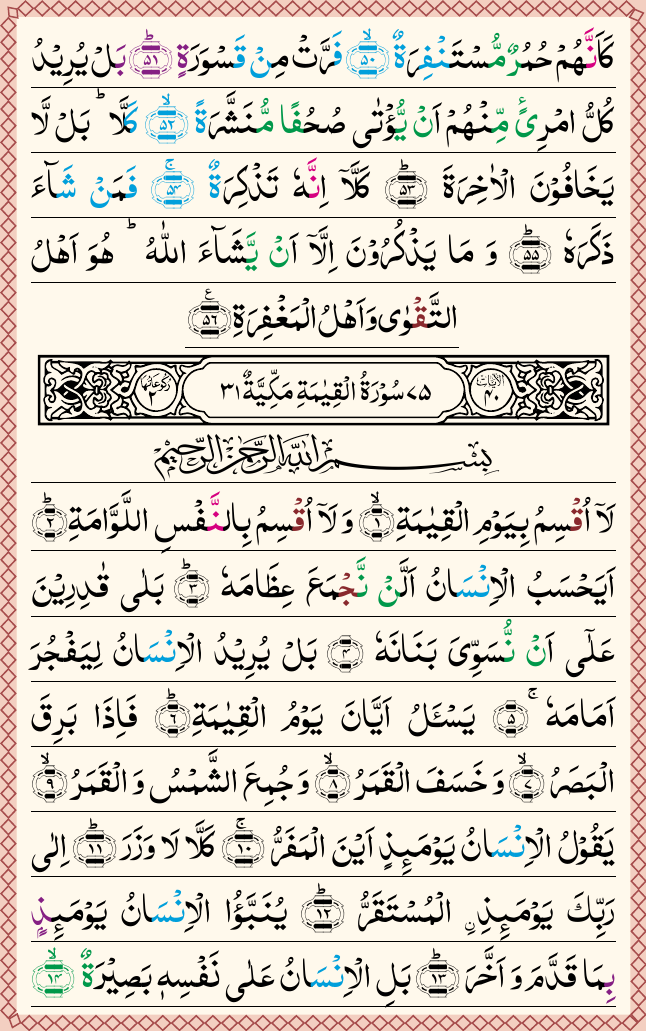 كَاَنَّهُمْ حُمُرٌ مُّسْتَنْفِرَةٌ ۙ﴿۵۰﴾ فَرَّتْ مِنْ قَسْوَرَةٍ ؕ﴿۵۱﴾ بَلْ یُرِیْدُ
كُلُّ امْرِیًٴ مِّنْهُمْ اَنْ یُّؤْتٰی صُحُفًا مُّنَشَّرَةً ۙ﴿۵۲﴾ كَلَّا ؕ بَلْ لَّا
یَخَافُوْنَ الْاٰخِرَةَ ؕ﴿۵۳﴾ كَلَّاۤ اِنَّهٗ تَذْكِرَةٌ ۚ﴿۵۴﴾ فَمَنْ شَآءَ
ذَكَرَهٗ ؕ﴿۵۵﴾ وَ مَا یَذْكُرُوْنَ اِلَّاۤ اَنْ یَّشَآءَ اللّٰهُ ؕ هُوَ اَهْلُ
التَّقْوٰی وَ اَهْلُ الْمَغْفِرَةِ ﴿۵۶﴾ ع
اٰیَاتُهَا ۴۰ ۷۵ سُوْرَةُ الْقِیٰمَةِ مَكِّیَّةٌ ۳۱ رُكُوْعَاتُهَا ۲
بِسْمِ اللّٰهِ الرَّحْمٰنِ الرَّحِیْمِ
لَاۤ اُقْسِمُ بِیَوْمِ الْقِیٰمَةِ ۙ﴿۱﴾ وَ لَاۤ اُقْسِمُ بِالنَّفْسِ اللَّوَّامَةِ ؕ﴿۲﴾
اَیَحْسَبُ الْاِنْسَانُ اَلَّنْ نَّجْمَعَ عِظَامَهٗ ؕ﴿۳﴾ بَلٰی قٰدِرِیْنَ
عَلٰۤی اَنْ نُّسَوِّیَ بَنَانَهٗ ﴿۴﴾ بَلْ یُرِیْدُ الْاِنْسَانُ لِیَفْجُرَ
اَمَامَهٗ ۚ﴿۵﴾ یَسْـَٔلُ اَیَّانَ یَوْمُ الْقِیٰمَةِ ؕ﴿۶﴾ فَاِذَا بَرِقَ
الْبَصَرُ ۙ﴿۷﴾ وَ خَسَفَ الْقَمَرُ ۙ﴿۸﴾ وَ جُمِعَ الشَّمْسُ وَ الْقَمَرُ ۙ﴿۹﴾
یَقُوْلُ الْاِنْسَانُ یَوْمَىِٕذٍ اَیْنَ الْمَفَرُّ ۚ﴿۱۰﴾ كَلَّا لَا وَزَرَ ؕ﴿۱۱﴾ اِلٰی
رَبِّكَ یَوْمَىِٕذِ ۣالْمُسْتَقَرُّ ؕ﴿۱۲﴾ یُنَبَّؤُا الْاِنْسَانُ یَوْمَىِٕذٍۭ
بِمَا قَدَّمَ وَ اَخَّرَ ؕ﴿۱۳﴾ بَلِ الْاِنْسَانُ عَلٰی نَفْسِهٖ بَصِیْرَةٌ ۙ﴿۱۴﴾